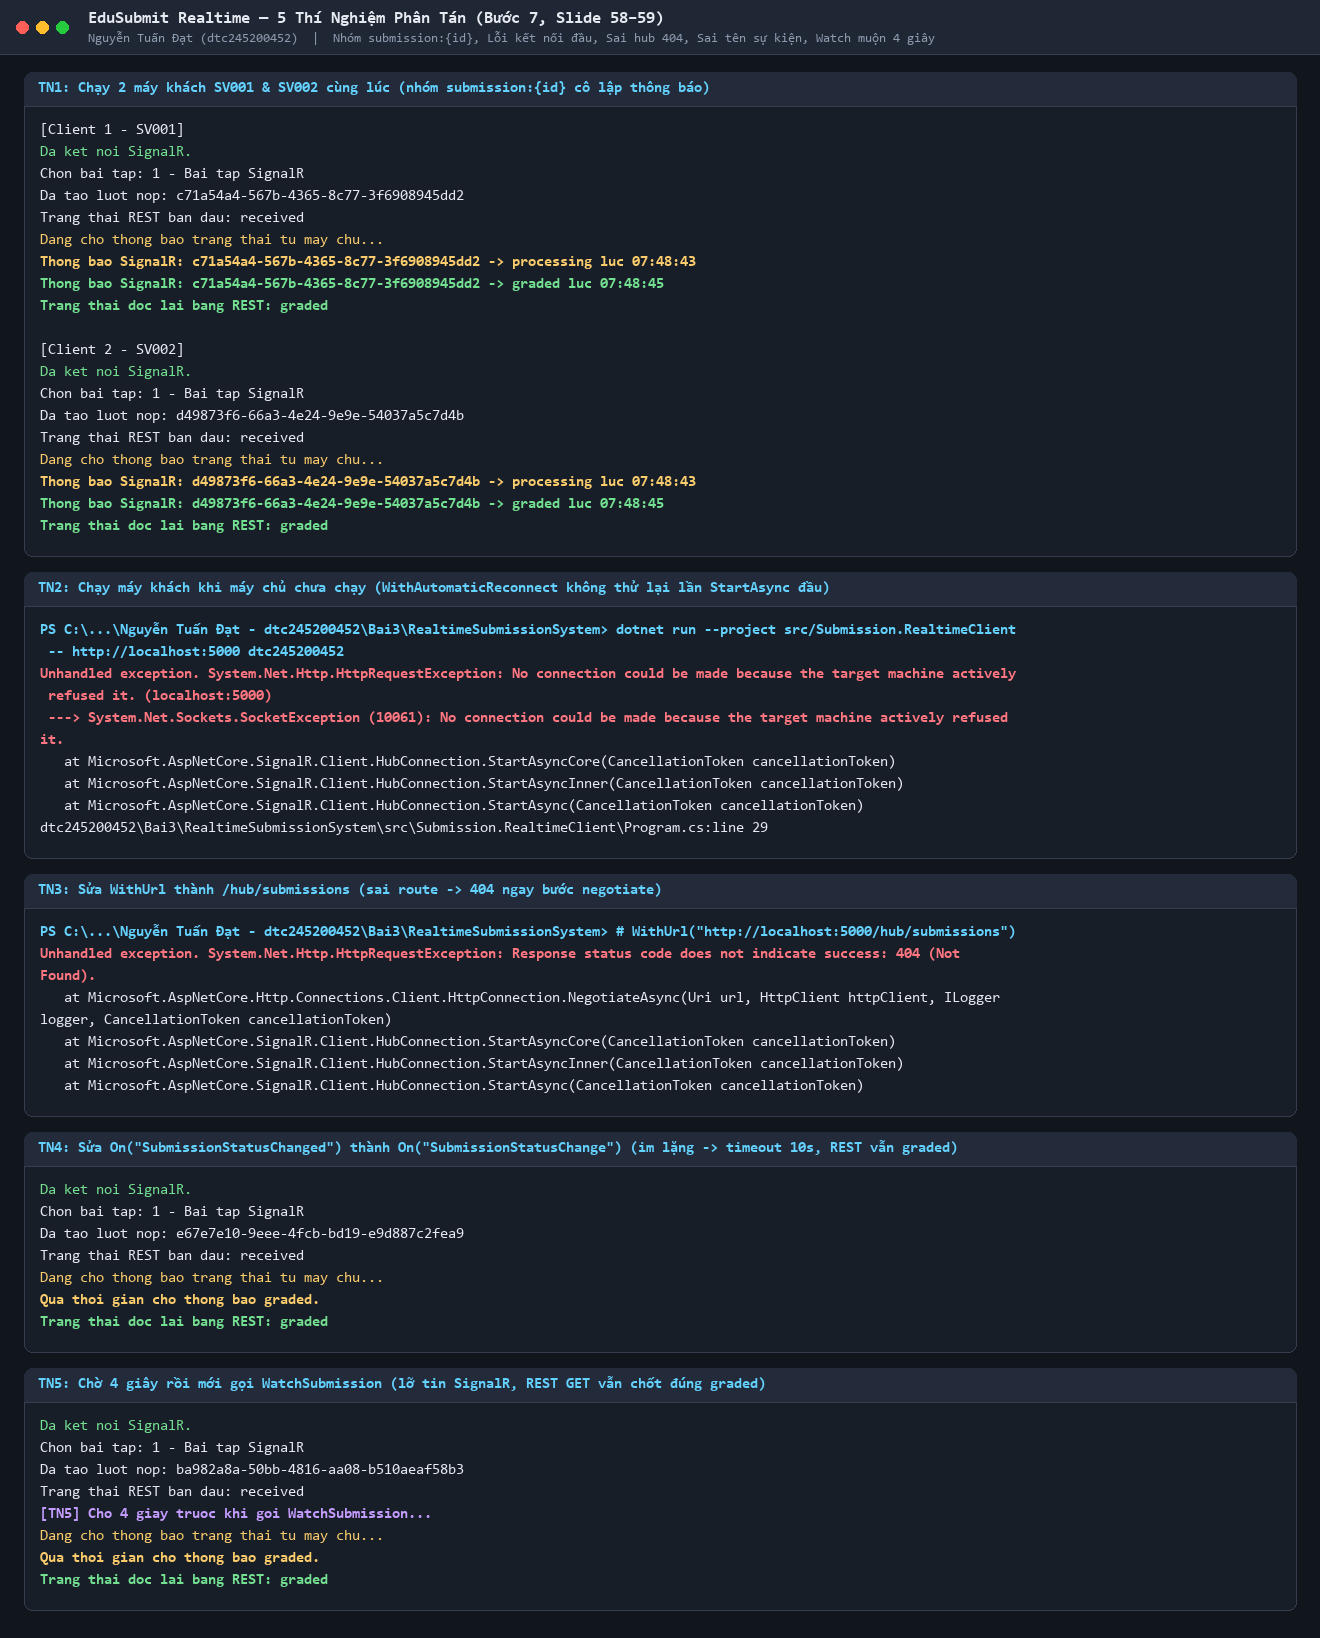 EduSubmit Realtime — 5 Thí Nghiệm Phân Tán (Bước 7, Slide 58–59)
Nguyễn Tuấn Đạt (dtc245200452)  |  Nhóm submission:{id}, Lỗi kết nối đầu, Sai hub 404, Sai tên sự kiện, Watch muộn 4 giây
TN1: Chạy 2 máy khách SV001 & SV002 cùng lúc (nhóm submission:{id} cô lập thông báo)
[Client 1 - SV001]
Da ket noi SignalR.
Chon bai tap: 1 - Bai tap SignalR
Da tao luot nop: c71a54a4-567b-4365-8c77-3f6908945dd2
Trang thai REST ban dau: received
Dang cho thong bao trang thai tu may chu...
Thong bao SignalR: c71a54a4-567b-4365-8c77-3f6908945dd2 -> processing luc 07:48:43
Thong bao SignalR: c71a54a4-567b-4365-8c77-3f6908945dd2 -> graded luc 07:48:45
Trang thai doc lai bang REST: graded
[Client 2 - SV002]
Da ket noi SignalR.
Chon bai tap: 1 - Bai tap SignalR
Da tao luot nop: d49873f6-66a3-4e24-9e9e-54037a5c7d4b
Trang thai REST ban dau: received
Dang cho thong bao trang thai tu may chu...
Thong bao SignalR: d49873f6-66a3-4e24-9e9e-54037a5c7d4b -> processing luc 07:48:43
Thong bao SignalR: d49873f6-66a3-4e24-9e9e-54037a5c7d4b -> graded luc 07:48:45
Trang thai doc lai bang REST: graded
TN2: Chạy máy khách khi máy chủ chưa chạy (WithAutomaticReconnect không thử lại lần StartAsync đầu)
PS C:\...\Nguyễn Tuấn Đạt - dtc245200452\Bai3\RealtimeSubmissionSystem> dotnet run --project src/Submission.RealtimeClient
-- http://localhost:5000 dtc245200452
Unhandled exception. System.Net.Http.HttpRequestException: No connection could be made because the target machine actively
refused it. (localhost:5000)
---> System.Net.Sockets.SocketException (10061): No connection could be made because the target machine actively refused
it.
at Microsoft.AspNetCore.SignalR.Client.HubConnection.StartAsyncCore(CancellationToken cancellationToken)
at Microsoft.AspNetCore.SignalR.Client.HubConnection.StartAsyncInner(CancellationToken cancellationToken)
at Microsoft.AspNetCore.SignalR.Client.HubConnection.StartAsync(CancellationToken cancellationToken)
dtc245200452\Bai3\RealtimeSubmissionSystem\src\Submission.RealtimeClient\Program.cs:line 29
TN3: Sửa WithUrl thành /hub/submissions (sai route -> 404 ngay bước negotiate)
PS C:\...\Nguyễn Tuấn Đạt - dtc245200452\Bai3\RealtimeSubmissionSystem> # WithUrl("http://localhost:5000/hub/submissions")
Unhandled exception. System.Net.Http.HttpRequestException: Response status code does not indicate success: 404 (Not
Found).
at Microsoft.AspNetCore.Http.Connections.Client.HttpConnection.NegotiateAsync(Uri url, HttpClient httpClient, ILogger
logger, CancellationToken cancellationToken)
at Microsoft.AspNetCore.SignalR.Client.HubConnection.StartAsyncCore(CancellationToken cancellationToken)
at Microsoft.AspNetCore.SignalR.Client.HubConnection.StartAsyncInner(CancellationToken cancellationToken)
at Microsoft.AspNetCore.SignalR.Client.HubConnection.StartAsync(CancellationToken cancellationToken)
TN4: Sửa On("SubmissionStatusChanged") thành On("SubmissionStatusChange") (im lặng -> timeout 10s, REST vẫn graded)
Da ket noi SignalR.
Chon bai tap: 1 - Bai tap SignalR
Da tao luot nop: e67e7e10-9eee-4fcb-bd19-e9d887c2fea9
Trang thai REST ban dau: received
Dang cho thong bao trang thai tu may chu...
Qua thoi gian cho thong bao graded.
Trang thai doc lai bang REST: graded
TN5: Chờ 4 giây rồi mới gọi WatchSubmission (lỡ tin SignalR, REST GET vẫn chốt đúng graded)
Da ket noi SignalR.
Chon bai tap: 1 - Bai tap SignalR
Da tao luot nop: ba982a8a-50bb-4816-aa08-b510aeaf58b3
Trang thai REST ban dau: received
[TN5] Cho 4 giay truoc khi goi WatchSubmission...
Dang cho thong bao trang thai tu may chu...
Qua thoi gian cho thong bao graded.
Trang thai doc lai bang REST: graded